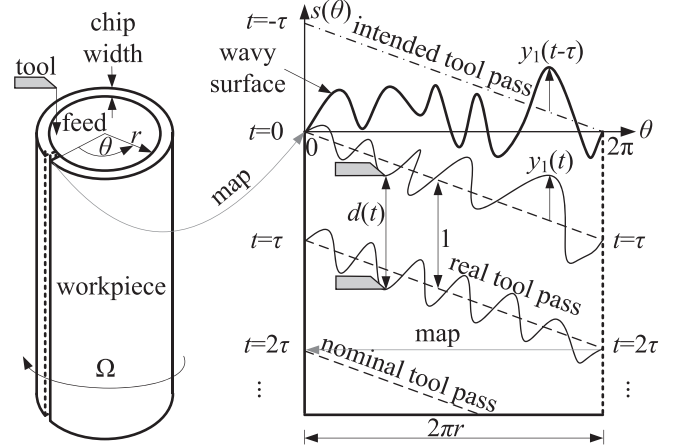 chip
width
tool
feed
r
θ
map
workpiece
Ω
t=-τ
s(θ)
intended tool pass
y₁(t-τ)
wavy
surface
t=0
0
θ
2π
y₁(t)
d(t)
1
t=τ
t=τ
real tool pass
map
t=2τ
t=2τ
nominal tool pass
⋮
⋮
2πr